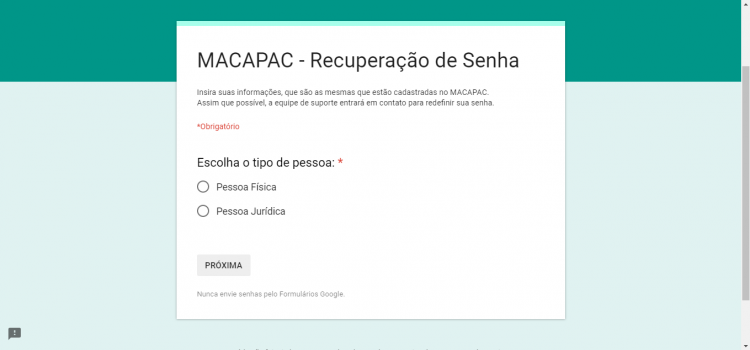 MACAPAC - Recuperação de Senha
Insira suas informações, que são as mesmas que estão cadastradas no MACAPAC.
Assim que possível, a equipe de suporte entrará em contato para redefinir sua senha.
*Obrigatório
Escolha o tipo de pessoa: *
Pessoa Física
Pessoa Jurídica
PRÓXIMA
Nunca envie senhas pelo Formulários Google.